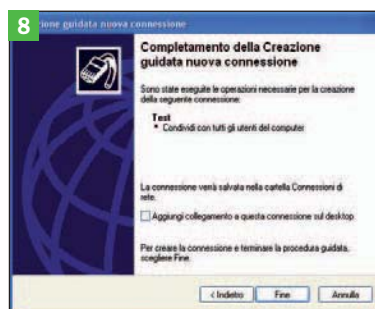 8
ione guidata nuova connessione
Completamento della Creazione
guidata nuova connessione
Sono state eseguite le operazioni necessarie per la creazione
della seguente connessione:
Test
Condividi con tutti gli utenti del computer
La connessione verrà salvata nella cartella Connessioni di
rete.
Aggiungi collegamento a questa connessione sul desktop
Per creare la connessione e terminare la procedura guidata,
scegliere Fine.
< Indietro Fine Annulla